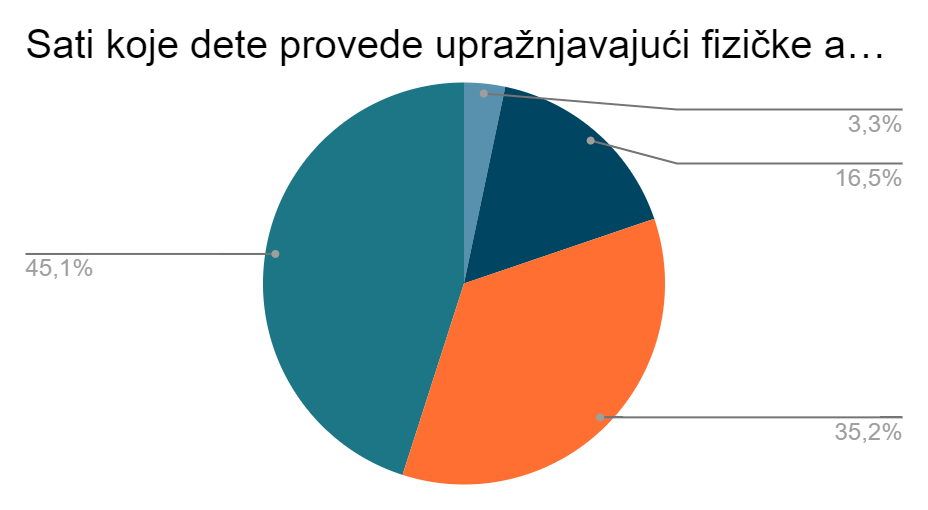 Sati koje dete provede upražnjavajući fizičke a…
3,3%
16,5%
45,1%
35,2%